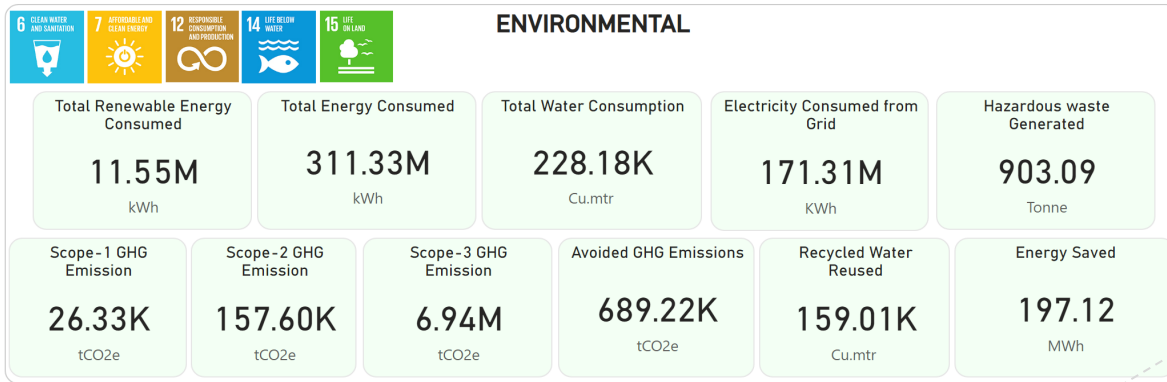 6 CLEAN WATER
AND SANITATION
7 AFFORDABLE AND
CLEAN ENERGY
12 RESPONSIBLE
CONSUMPTION
AND PRODUCTION
14 LIFE BELOW
WATER
15 LIFE
ON LAND
ENVIRONMENTAL
Total Renewable Energy
Consumed
11.55M
kWh
Total Energy Consumed
311.33M
kWh
Total Water Consumption
228.18K
Cu.mtr
Electricity Consumed from
Grid
171.31M
KWh
Hazardous waste
Generated
903.09
Tonne
Scope-1 GHG
Emission
26.33K
tCO2e
Scope-2 GHG
Emission
157.60K
tCO2e
Scope-3 GHG
Emission
6.94M
tCO2e
Avoided GHG Emissions
689.22K
tCO2e
Recycled Water
Reused
159.01K
Cu.mtr
Energy Saved
197.12
MWh